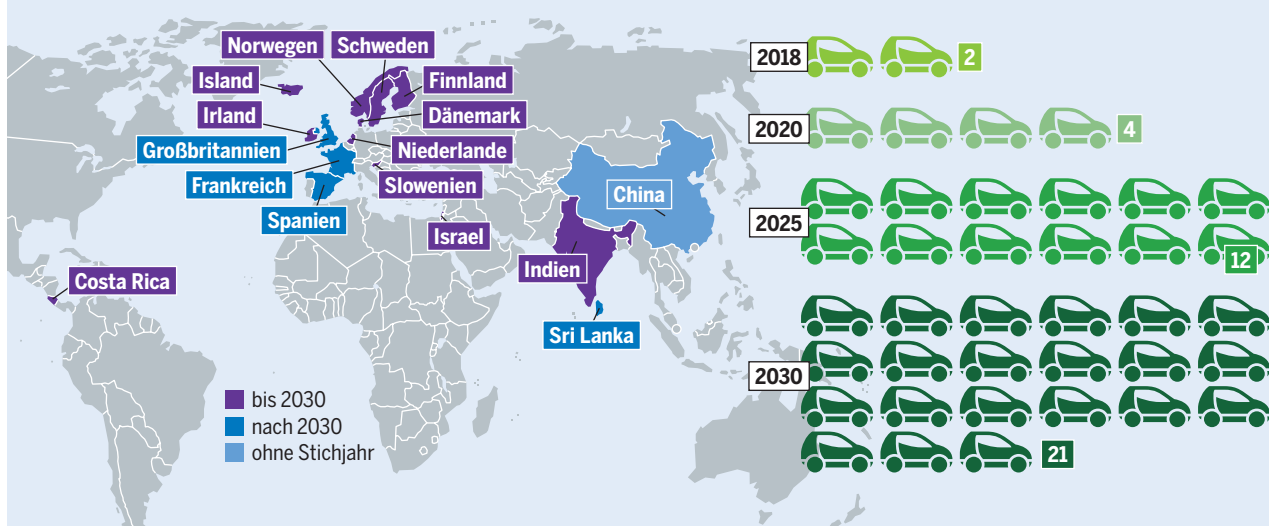 Norwegen
Schweden
Island
Finnland
Irland
Dänemark
Großbritannien
Niederlande
Frankreich
Slowenien
Spanien
Israel
China
Indien
Costa Rica
Sri Lanka
bis 2030
nach 2030
ohne Stichjahr
2018
2
2020
4
2025
12
2030
21